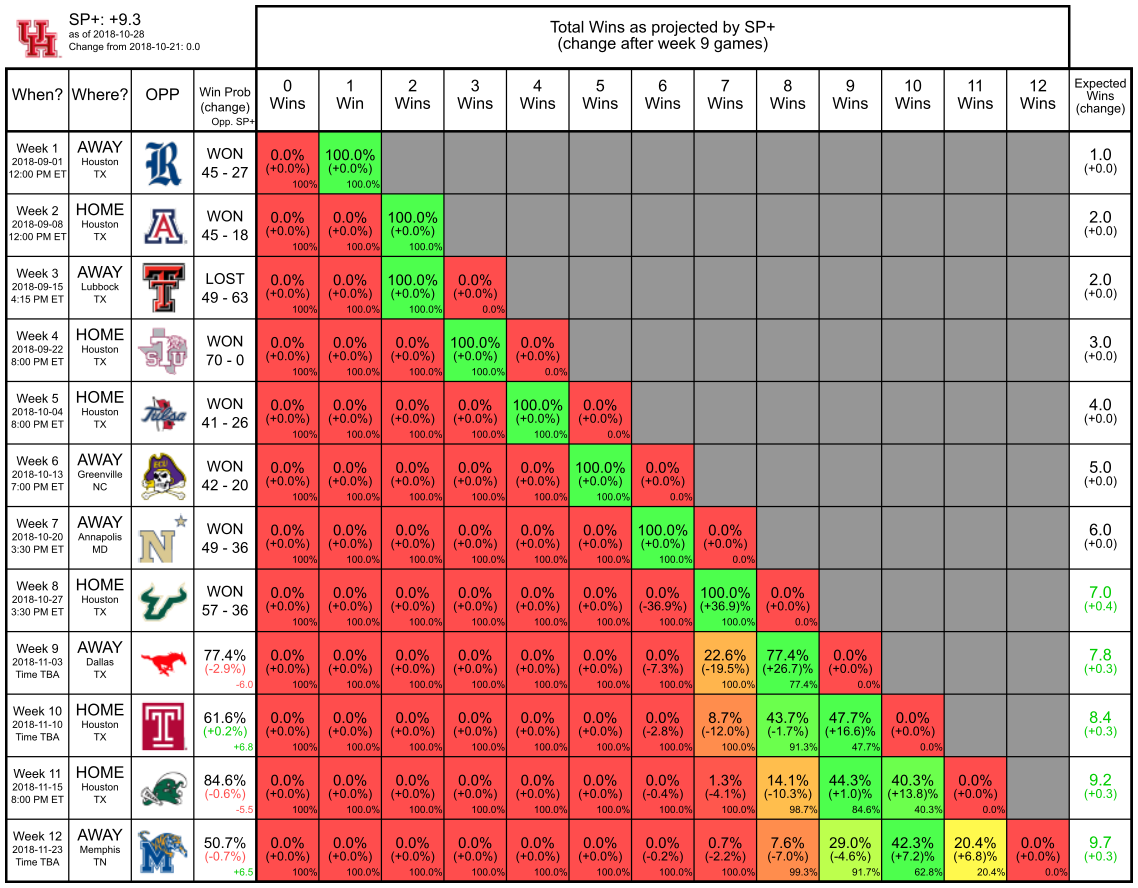 SP+: +9.3
as of 2018-10-28
Change from 2018-10-21: 0.0
Total Wins as projected by SP+
(change after week 9 games)
When? Where? OPP Win Prob (change) Opp. SP+ 0 Wins 1 Win 2 Wins 3 Wins 4 Wins 5 Wins 6 Wins 7 Wins 8 Wins 9 Wins 10 Wins 11 Wins 12 Wins Expected Wins (change)
Week 1 AWAY WON 0.0% 100.0% 1.0
2018-09-01 Houston (+0.0%) (+0.0%) (+0.0)
12:00 PM ET TX 45 - 27 100% 100.0%
Week 2 HOME WON 0.0% 0.0% 100.0% 2.0
2018-09-08 Houston (+0.0%) (+0.0%) (+0.0%) (+0.0)
12:00 PM ET TX 45 - 18 100% 100.0% 100.0%
Week 3 AWAY LOST 0.0% 0.0% 100.0% 0.0% 2.0
2018-09-15 Lubbock (+0.0%) (+0.0%) (+0.0%) (+0.0%) (+0.0)
4:15 PM ET TX 49 - 63 100% 100.0% 100.0% 0.0%
Week 4 HOME STU WON 0.0% 0.0% 0.0% 100.0% 0.0% 3.0
2018-09-22 Houston (+0.0%) (+0.0%) (+0.0%) (+0.0%) (+0.0%) (+0.0)
8:00 PM ET TX 70 - 0 100% 100.0% 100.0% 100.0% 0.0%
Week 5 HOME Tulsa WON 0.0% 0.0% 0.0% 0.0% 100.0% 0.0% 4.0
2018-10-04 Houston (+0.0%) (+0.0%) (+0.0%) (+0.0%) (+0.0%) (+0.0%) (+0.0)
8:00 PM ET TX 41 - 26 100% 100.0% 100.0% 100.0% 100.0% 0.0%
Week 6 AWAY ECU WON 0.0% 0.0% 0.0% 0.0% 0.0% 100.0% 0.0% 5.0
2018-10-13 Greenville (+0.0%) (+0.0%) (+0.0%) (+0.0%) (+0.0%) (+0.0%) (+0.0%) (+0.0)
7:00 PM ET NC 42 - 20 100% 100.0% 100.0% 100.0% 100.0% 100.0% 0.0%
Week 7 AWAY N WON 0.0% 0.0% 0.0% 0.0% 0.0% 0.0% 100.0% 0.0% 6.0
2018-10-20 Annapolis (+0.0%) (+0.0%) (+0.0%) (+0.0%) (+0.0%) (+0.0%) (+0.0%) (+0.0%) (+0.0)
3:30 PM ET MD 49 - 36 100% 100.0% 100.0% 100.0% 100.0% 100.0% 100.0% 0.0%
Week 8 HOME WON 0.0% 0.0% 0.0% 0.0% 0.0% 0.0% 0.0% 100.0% 0.0% 7.0
2018-10-27 Houston (+0.0%) (+0.0%) (+0.0%) (+0.0%) (+0.0%) (+0.0%) (-36.9%) (+36.9)% (+0.0%) (+0.4)
3:30 PM ET TX 57 - 36 100% 100.0% 100.0% 100.0% 100.0% 100.0% 100.0% 100.0% 0.0%
Week 9 AWAY 77.4% 0.0% 0.0% 0.0% 0.0% 0.0% 0.0% 0.0% 22.6% 77.4% 0.0% 7.8
2018-11-03 Dallas (-2.9%) (+0.0%) (+0.0%) (+0.0%) (+0.0%) (+0.0%) (+0.0%) (-7.3%) (-19.5%) (+26.7)% (+0.0%) (+0.3)
Time TBA TX -6.0 100% 100.0% 100.0% 100.0% 100.0% 100.0% 100.0% 100.0% 77.4% 0.0%
Week 10 HOME T 61.6% 0.0% 0.0% 0.0% 0.0% 0.0% 0.0% 0.0% 8.7% 43.7% 47.7% 0.0% 8.4
2018-11-10 Houston (+0.2%) (+0.0%) (+0.0%) (+0.0%) (+0.0%) (+0.0%) (+0.0%) (-2.8%) (-12.0%) (-1.7%) (+16.6)% (+0.0%) (+0.3)
Time TBA TX +6.8 100% 100.0% 100.0% 100.0% 100.0% 100.0% 100.0% 100.0% 91.3% 47.7% 0.0%
Week 11 HOME 84.6% 0.0% 0.0% 0.0% 0.0% 0.0% 0.0% 0.0% 1.3% 14.1% 44.3% 40.3% 0.0% 9.2
2018-11-15 Houston (-0.6%) (+0.0%) (+0.0%) (+0.0%) (+0.0%) (+0.0%) (+0.0%) (-0.4%) (-4.1%) (-10.3%) (+1.0)% (+13.8)% (+0.0%) (+0.3)
8:00 PM ET TX -5.5 100% 100.0% 100.0% 100.0% 100.0% 100.0% 100.0% 100.0% 98.7% 84.6% 40.3% 0.0%
Week 12 AWAY M 50.7% 0.0% 0.0% 0.0% 0.0% 0.0% 0.0% 0.0% 0.7% 7.6% 29.0% 42.3% 20.4% 0.0% 9.7
2018-11-23 Memphis (-0.7%) (+0.0%) (+0.0%) (+0.0%) (+0.0%) (+0.0%) (+0.0%) (-0.2%) (-2.2%) (-7.0%) (-4.6%) (+7.2)% (+6.8)% (+0.0%) (+0.3)
Time TBA TN +6.5 100% 100.0% 100.0% 100.0% 100.0% 100.0% 100.0% 100.0% 99.3% 91.7% 62.8% 20.4% 0.0%